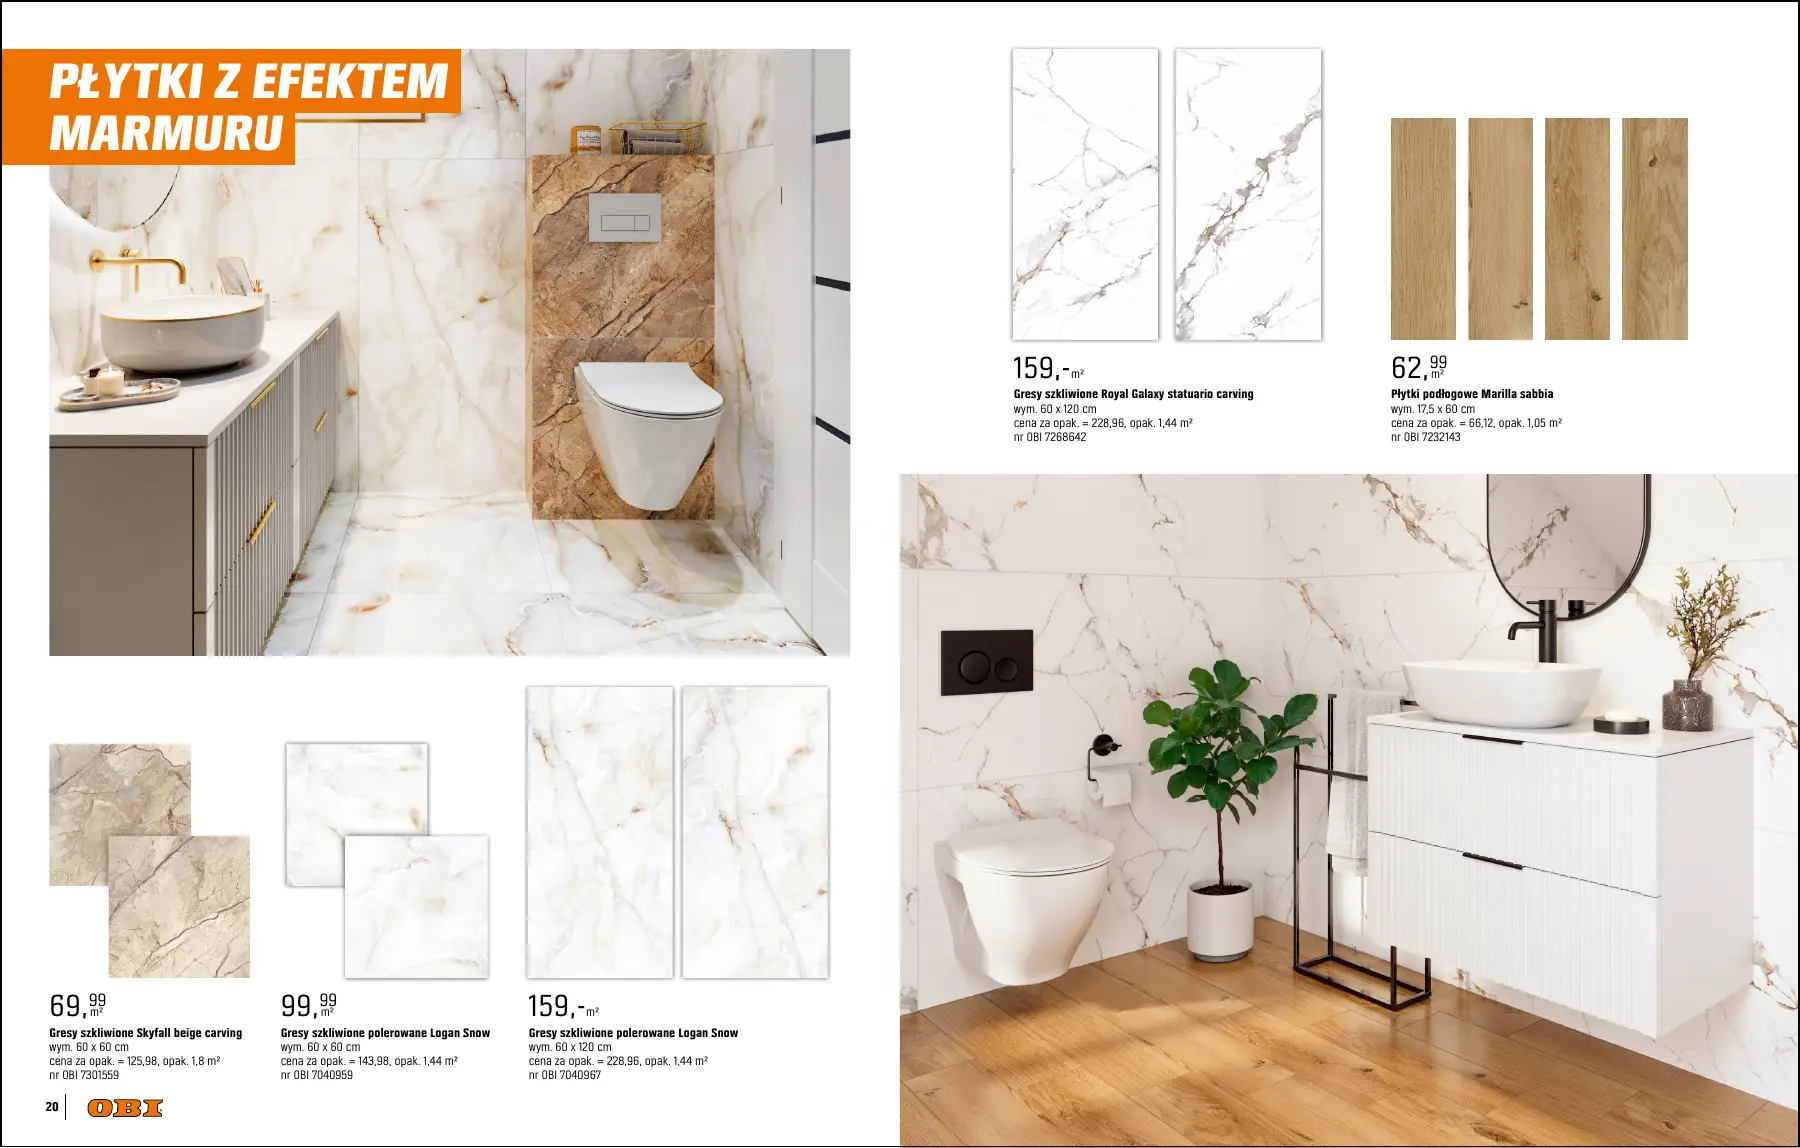 PŁYTKI Z EFEKTEM
MARMURU
159,-m²
Gresy szkliwione Royal Galaxy statuario carving
wym. 60 x 120 cm
cena za opak. = 228,96, opak. 1,44 m²
nr OBI 7268642
62,99 m²
Płytki podłogowe Marilla sabbia
wym. 17,5 x 60 cm
cena za opak. = 66,12, opak. 1,05 m²
nr OBI 7232143
69,99 m²
Gresy szkliwione Skyfall beige carving
wym. 60 x 60 cm
cena za opak. = 125,98, opak. 1,8 m²
nr OBI 7301559
99,99 m²
Gresy szkliwione polerowane Logan Snow
wym. 60 x 60 cm
cena za opak. = 143,98, opak. 1,44 m²
nr OBI 7040959
159,-m²
Gresy szkliwione polerowane Logan Snow
wym. 60 x 120 cm
cena za opak. = 228,96, opak. 1,44 m²
nr OBI 7040967
20
OBI